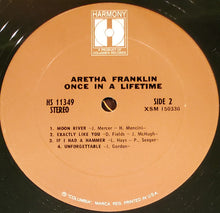 HARMONY
A PRODUCT OF
COLUMBIA RECORDS
ARETHA FRANKLIN
ONCE IN A LIFETIME
HS 11349
STEREO
SIDE 2
XSM 150330
1. MOON RIVER - J. Mercer - H. Mancini -
2. EXACTLY LIKE YOU - D. Fields - J. McHugh -
3. IF I HAD A HAMMER - L. Hays - P. Seeger -
4. UNFORGETTABLE - I. Gordon -
© "COLUMBIA", MARCA REG. PRINTED IN U.S.A.